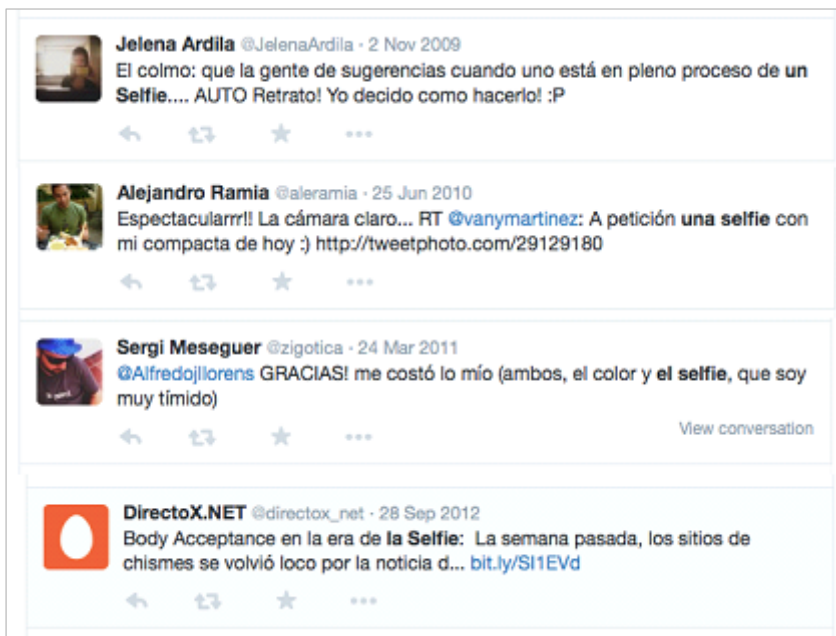 Jelena Ardila @JelenaArdila · 2 Nov 2009
El colmo: que la gente de sugerencias cuando uno está en pleno proceso de un
Selfie.... AUTO Retrato! Yo decido como hacerlo! :P
Alejandro Ramia @aleramia · 25 Jun 2010
Espectacularrr!! La cámara claro... RT @vanymartinez: A petición una selfie con
mi compacta de hoy :) http://tweetphoto.com/29129180
Sergi Meseguer @zigotica · 24 Mar 2011
@Alfredojllorens GRACIAS! me costó lo mío (ambos, el color y el selfie, que soy
muy tímido)
View conversation
DirectoX.NET @directox_net · 28 Sep 2012
Body Acceptance en la era de la Selfie: La semana pasada, los sitios de
chismes se volvió loco por la noticia d... bit.ly/SI1EVd